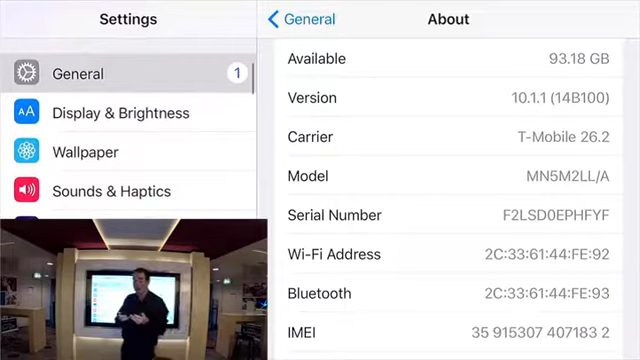 Settings
General
1
Display & Brightness
Wallpaper
Sounds & Haptics
General
About
Available 93.18 GB
Version 10.1.1 (14B100)
Carrier T-Mobile 26.2
Model MN5M2LL/A
Serial Number F2LSD0EPHFYF
Wi-Fi Address 2C:33:61:44:FE:92
Bluetooth 2C:33:61:44:FE:93
IMEI 35 915307 407183 2